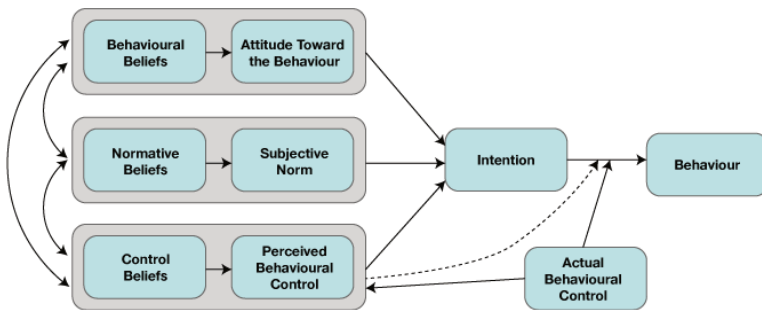 Behavioural
Beliefs
Attitude Toward
the Behaviour
Normative
Beliefs
Subjective
Norm
Intention
Behaviour
Control
Beliefs
Perceived
Behavioural
Control
Actual
Behavioural
Control